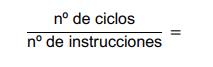 nº de ciclos
nº de instrucciones =